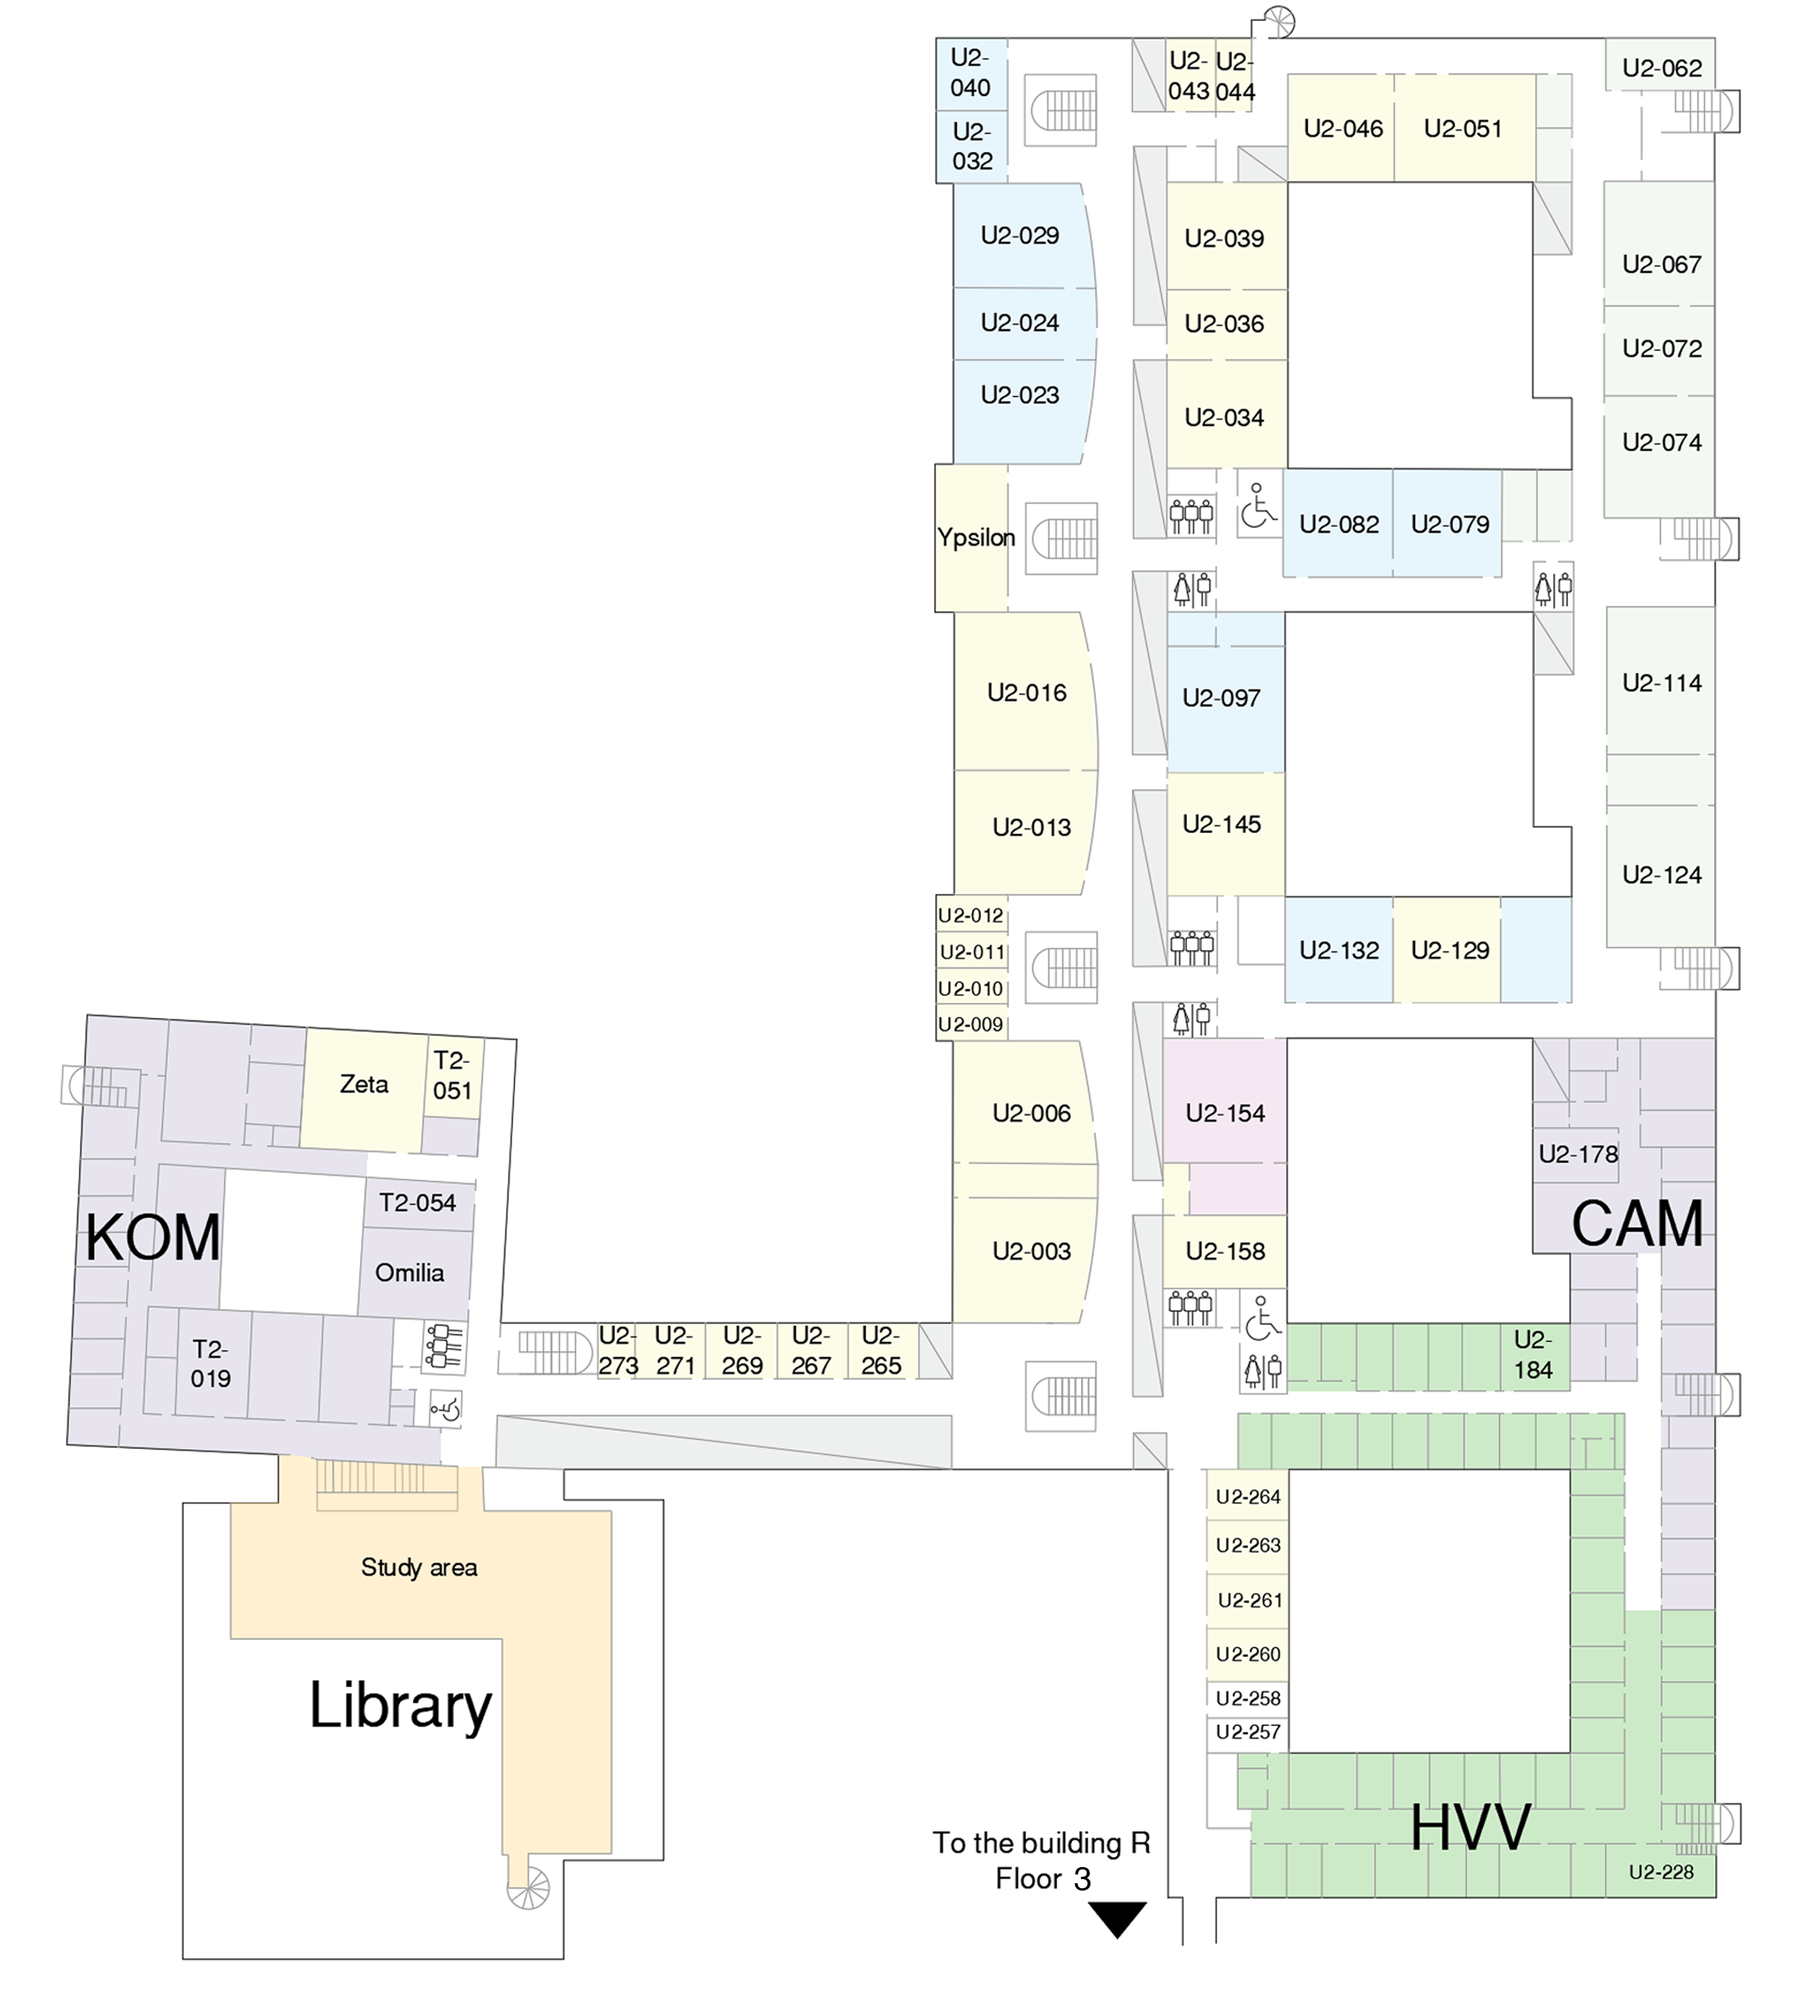 U2-
040
U2-
032
U2-
043
U2-
044
U2-046
U2-051
U2-062
U2-029
U2-024
U2-023
U2-039
U2-036
U2-034
U2-067
U2-072
U2-074
U2-082
U2-079
Ypsilon
U2-016
U2-013
U2-097
U2-145
U2-114
U2-124
U2-012
U2-011
U2-010
U2-009
U2-132
U2-129
U2-006
U2-003
U2-154
U2-158
U2-178
CAM
U2-
184
Zeta
T2-
051
T2-054
Omilia
KOM
T2-
019
U2-
273
U2-
271
U2-
269
U2-
267
U2-
265
Study area
Library
U2-264
U2-263
U2-261
U2-260
U2-258
U2-257
HVV
U2-228
To the building R
Floor 3